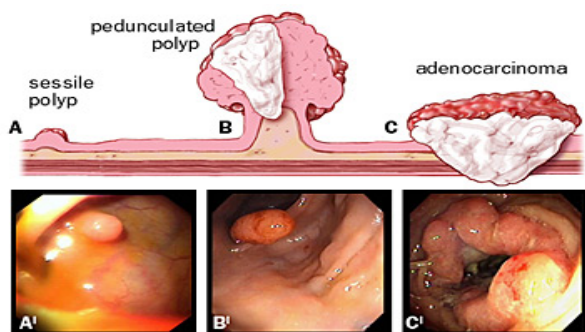 pedunculated
polyp
sessile
polyp
adenocarcinoma
A
B
C
A'
B'
C'